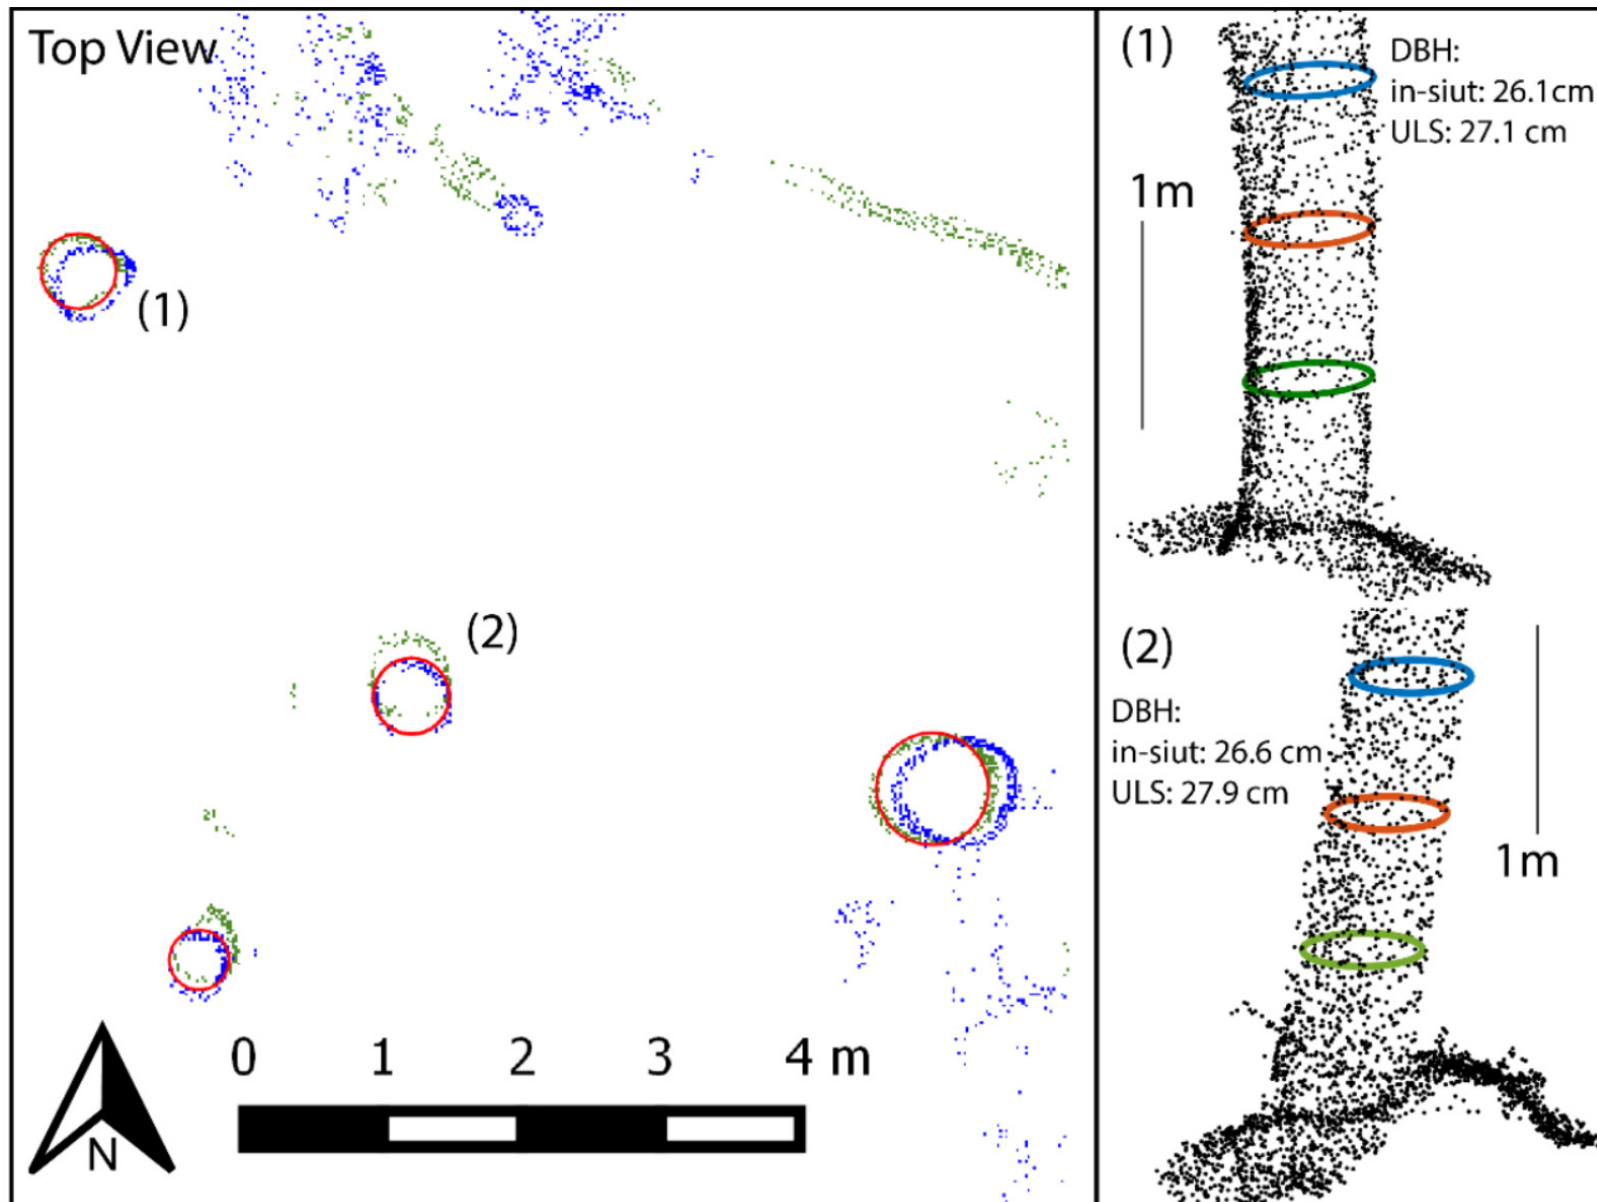 Top View
(1)
(2)
0 1 2 3 4 m
N
(1)
DBH:
in-siut: 26.1cm
ULS: 27.1 cm
1m
(2)
DBH:
in-siut: 26.6 cm
ULS: 27.9 cm
1m